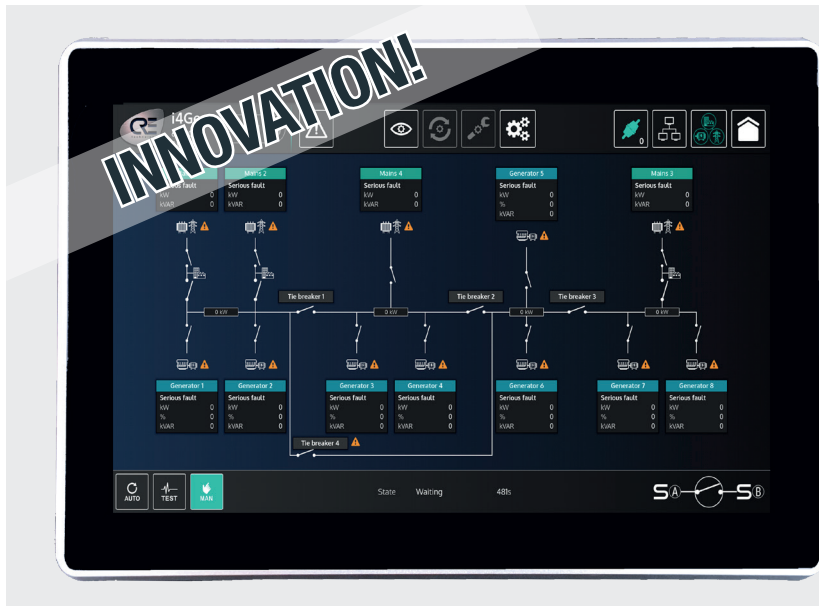 INNOVATION!
CRE
i4Ge
0
Mains 2
Serious fault
kW 0
kVAR 0
Mains 4
Serious fault
kW 0
kVAR 0
Generator 5
Serious fault
kW 0
% 0
kVAR 0
Mains 3
Serious fault
kW 0
kVAR 0
fault
kW 0
kVAR 0
Tie breaker 1
Tie breaker 2
Tie breaker 3
0 kW
0 kW
0 kW
0 kW
Generator 1
Serious fault
kW 0
% 0
kVAR 0
Generator 2
Serious fault
kW 0
% 0
kVAR 0
Generator 3
Serious fault
kW 0
% 0
kVAR 0
Generator 4
Serious fault
kW 0
% 0
kVAR 0
Generator 6
Serious fault
kW 0
% 0
kVAR 0
Generator 7
Serious fault
kW 0
% 0
kVAR 0
Generator 8
Serious fault
kW 0
% 0
kVAR 0
Tie breaker 4
AUTO
TEST
MAN
State Waiting 481s
S A S B